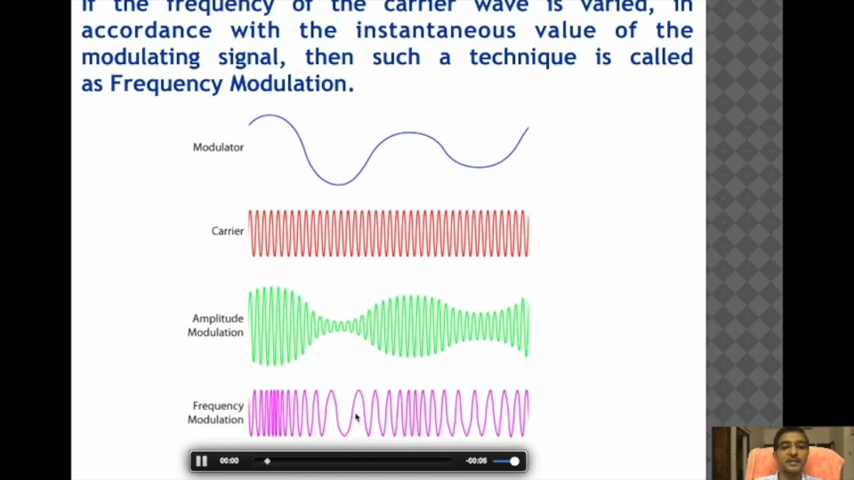 If the frequency of the carrier wave is varied, in
accordance with the instantaneous value of the
modulating signal, then such a technique is called
as Frequency Modulation.
Modulator
Carrier
Amplitude
Modulation
Frequency
Modulation
00:00
-00:06